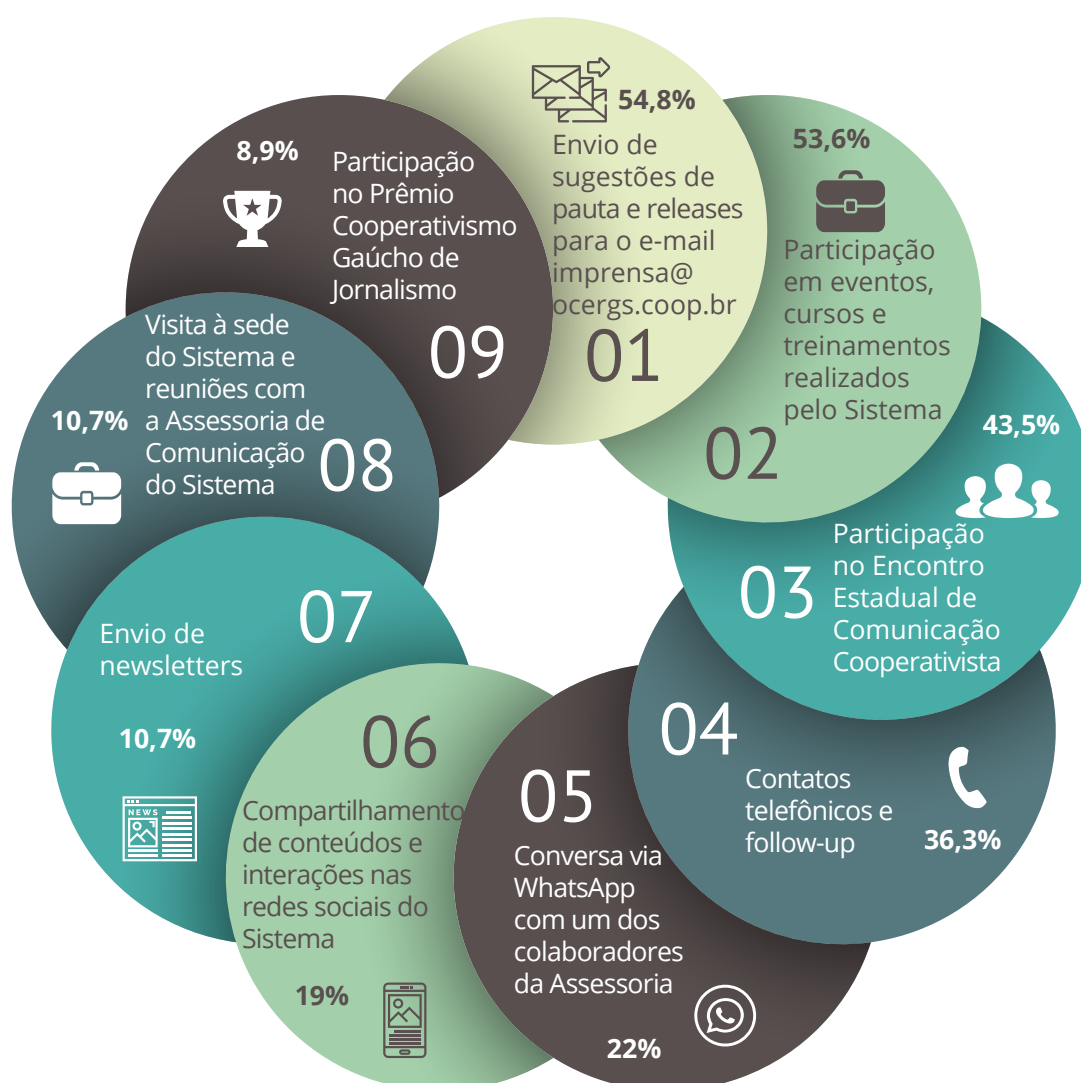 54,8%
Envio de
sugestões de
pauta e releases
para o e-mail
imprensa@
ocergs.coop.br
01
53,6%
Participação
em eventos,
cursos e
treinamentos
realizados
pelo Sistema
02
43,5%
Participação
no Encontro
Estadual de
Comunicação
Cooperativista
03
04
Contatos
telefônicos e
follow-up
36,3%
05
Conversa via
WhatsApp
com um dos
colaboradores
da Assessoria
22%
06
Compartilhamento
de conteúdos e
interações nas
redes sociais do
Sistema
19%
07
Envio de
newsletters
10,7%
NEWS
Visita à sede
do Sistema e
reuniões com
a Assessoria de
Comunicação
do Sistema
10,7%
08
8,9%
Participação
no Prêmio
Cooperativismo
Gaúcho de
Jornalismo
09